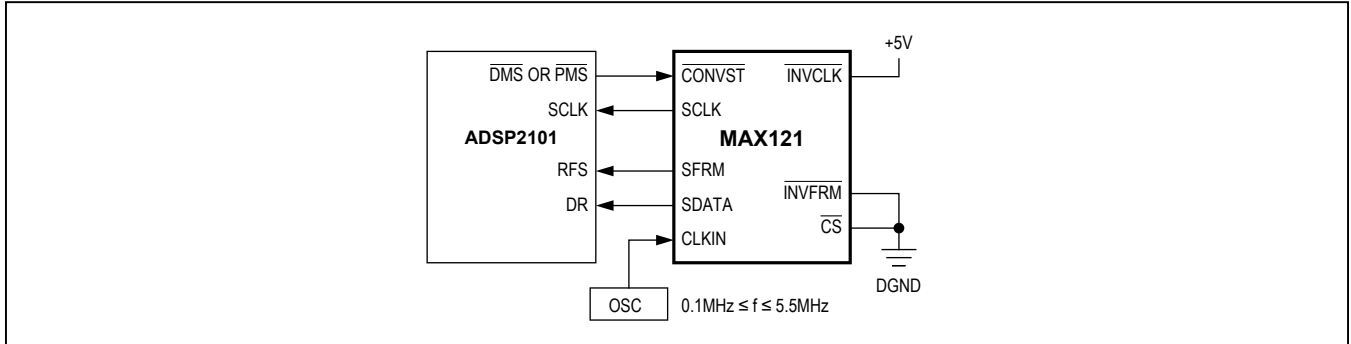 +5V
DMS OR PMS
CONVST
INVCLK
SCLK
SCLK
ADSP2101
MAX121
RFS
SFRM
INVFRM
DR
SDATA
CS
CLKIN
DGND
OSC
0.1MHz ≤ f ≤ 5.5MHz